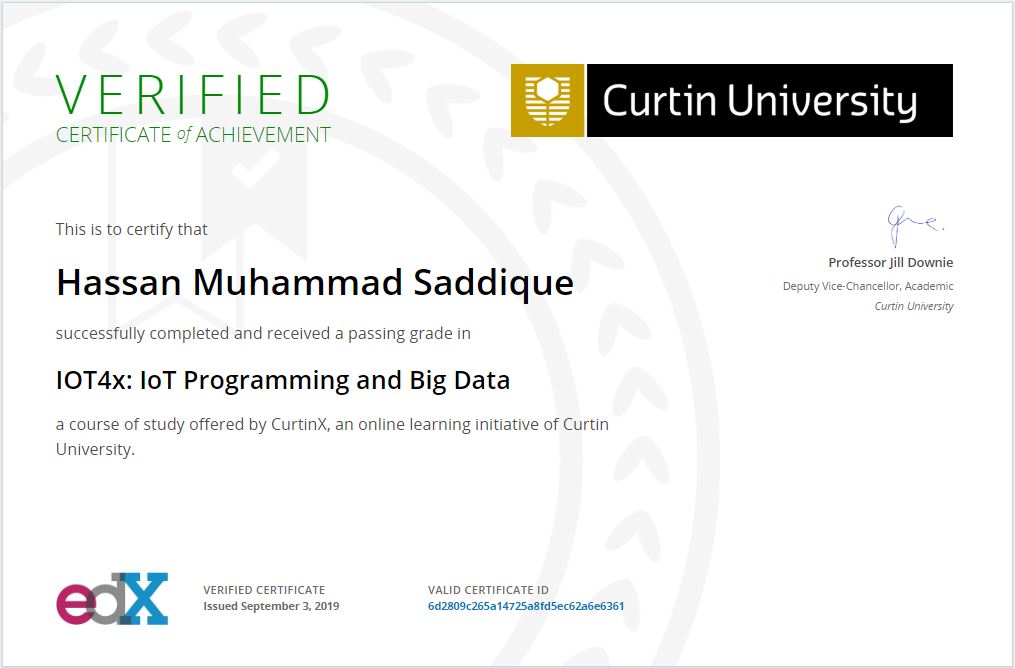 VERIFIED
CERTIFICATE of ACHIEVEMENT
Curtin University
This is to certify that
Hassan Muhammad Saddique
successfully completed and received a passing grade in
IOT4x: IoT Programming and Big Data
a course of study offered by CurtinX, an online learning initiative of Curtin
University.
Professor Jill Downie
Deputy Vice-Chancellor, Academic
Curtin University
edX
VERIFIED CERTIFICATE
Issued September 3, 2019
VALID CERTIFICATE ID
6d2809c265a14725a8fd5ec62a6e6361